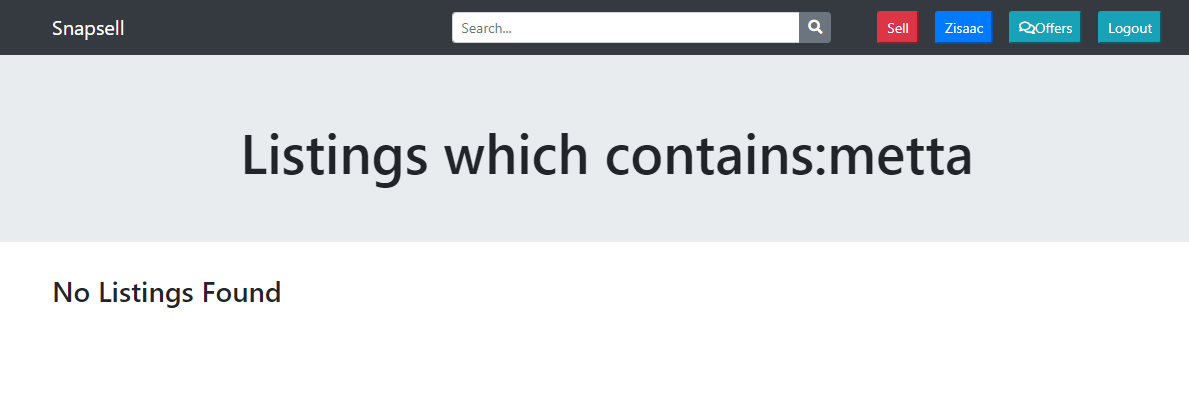 Snapsell Search... Sell Zisaac Offers Logout
Listings which contains:metta
No Listings Found